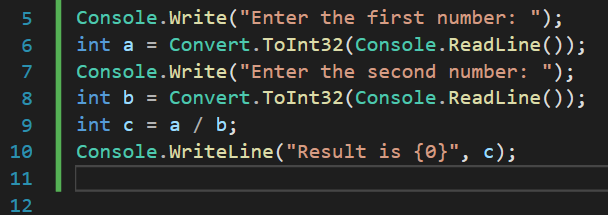 5 Console.Write("Enter the first number: ");
6 int a = Convert.ToInt32(Console.ReadLine());
7 Console.Write("Enter the second number: ");
8 int b = Convert.ToInt32(Console.ReadLine());
9 int c = a / b;
10 Console.WriteLine("Result is {0}", c);
11
12